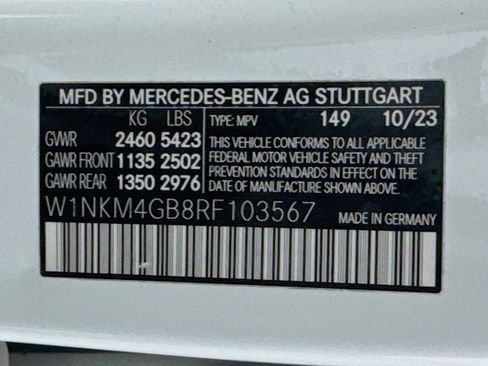 MFD BY MERCEDES-BENZ AG STUTTGART
KG LBS TYPE: MPV 149 10/23
GVWR 2460 5423
GAWR FRONT 1135 2502
GAWR REAR 1350 2976
THIS VEHICLE CONFORMS TO ALL APPLICABLE
FEDERAL MOTOR VEHICLE SAFETY AND THEFT
PREVENTION STANDARDS IN EFFECT ON THE
DATE OF MANUFACTURE SHOWN ABOVE.
W1NKM4GB8RF103567 MADE IN GERMANY